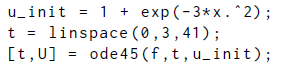 u_init = 1 + exp(-3*x.^2);
t = linspace(0,3,41);
[t,U] = ode45(f,t,u_init);